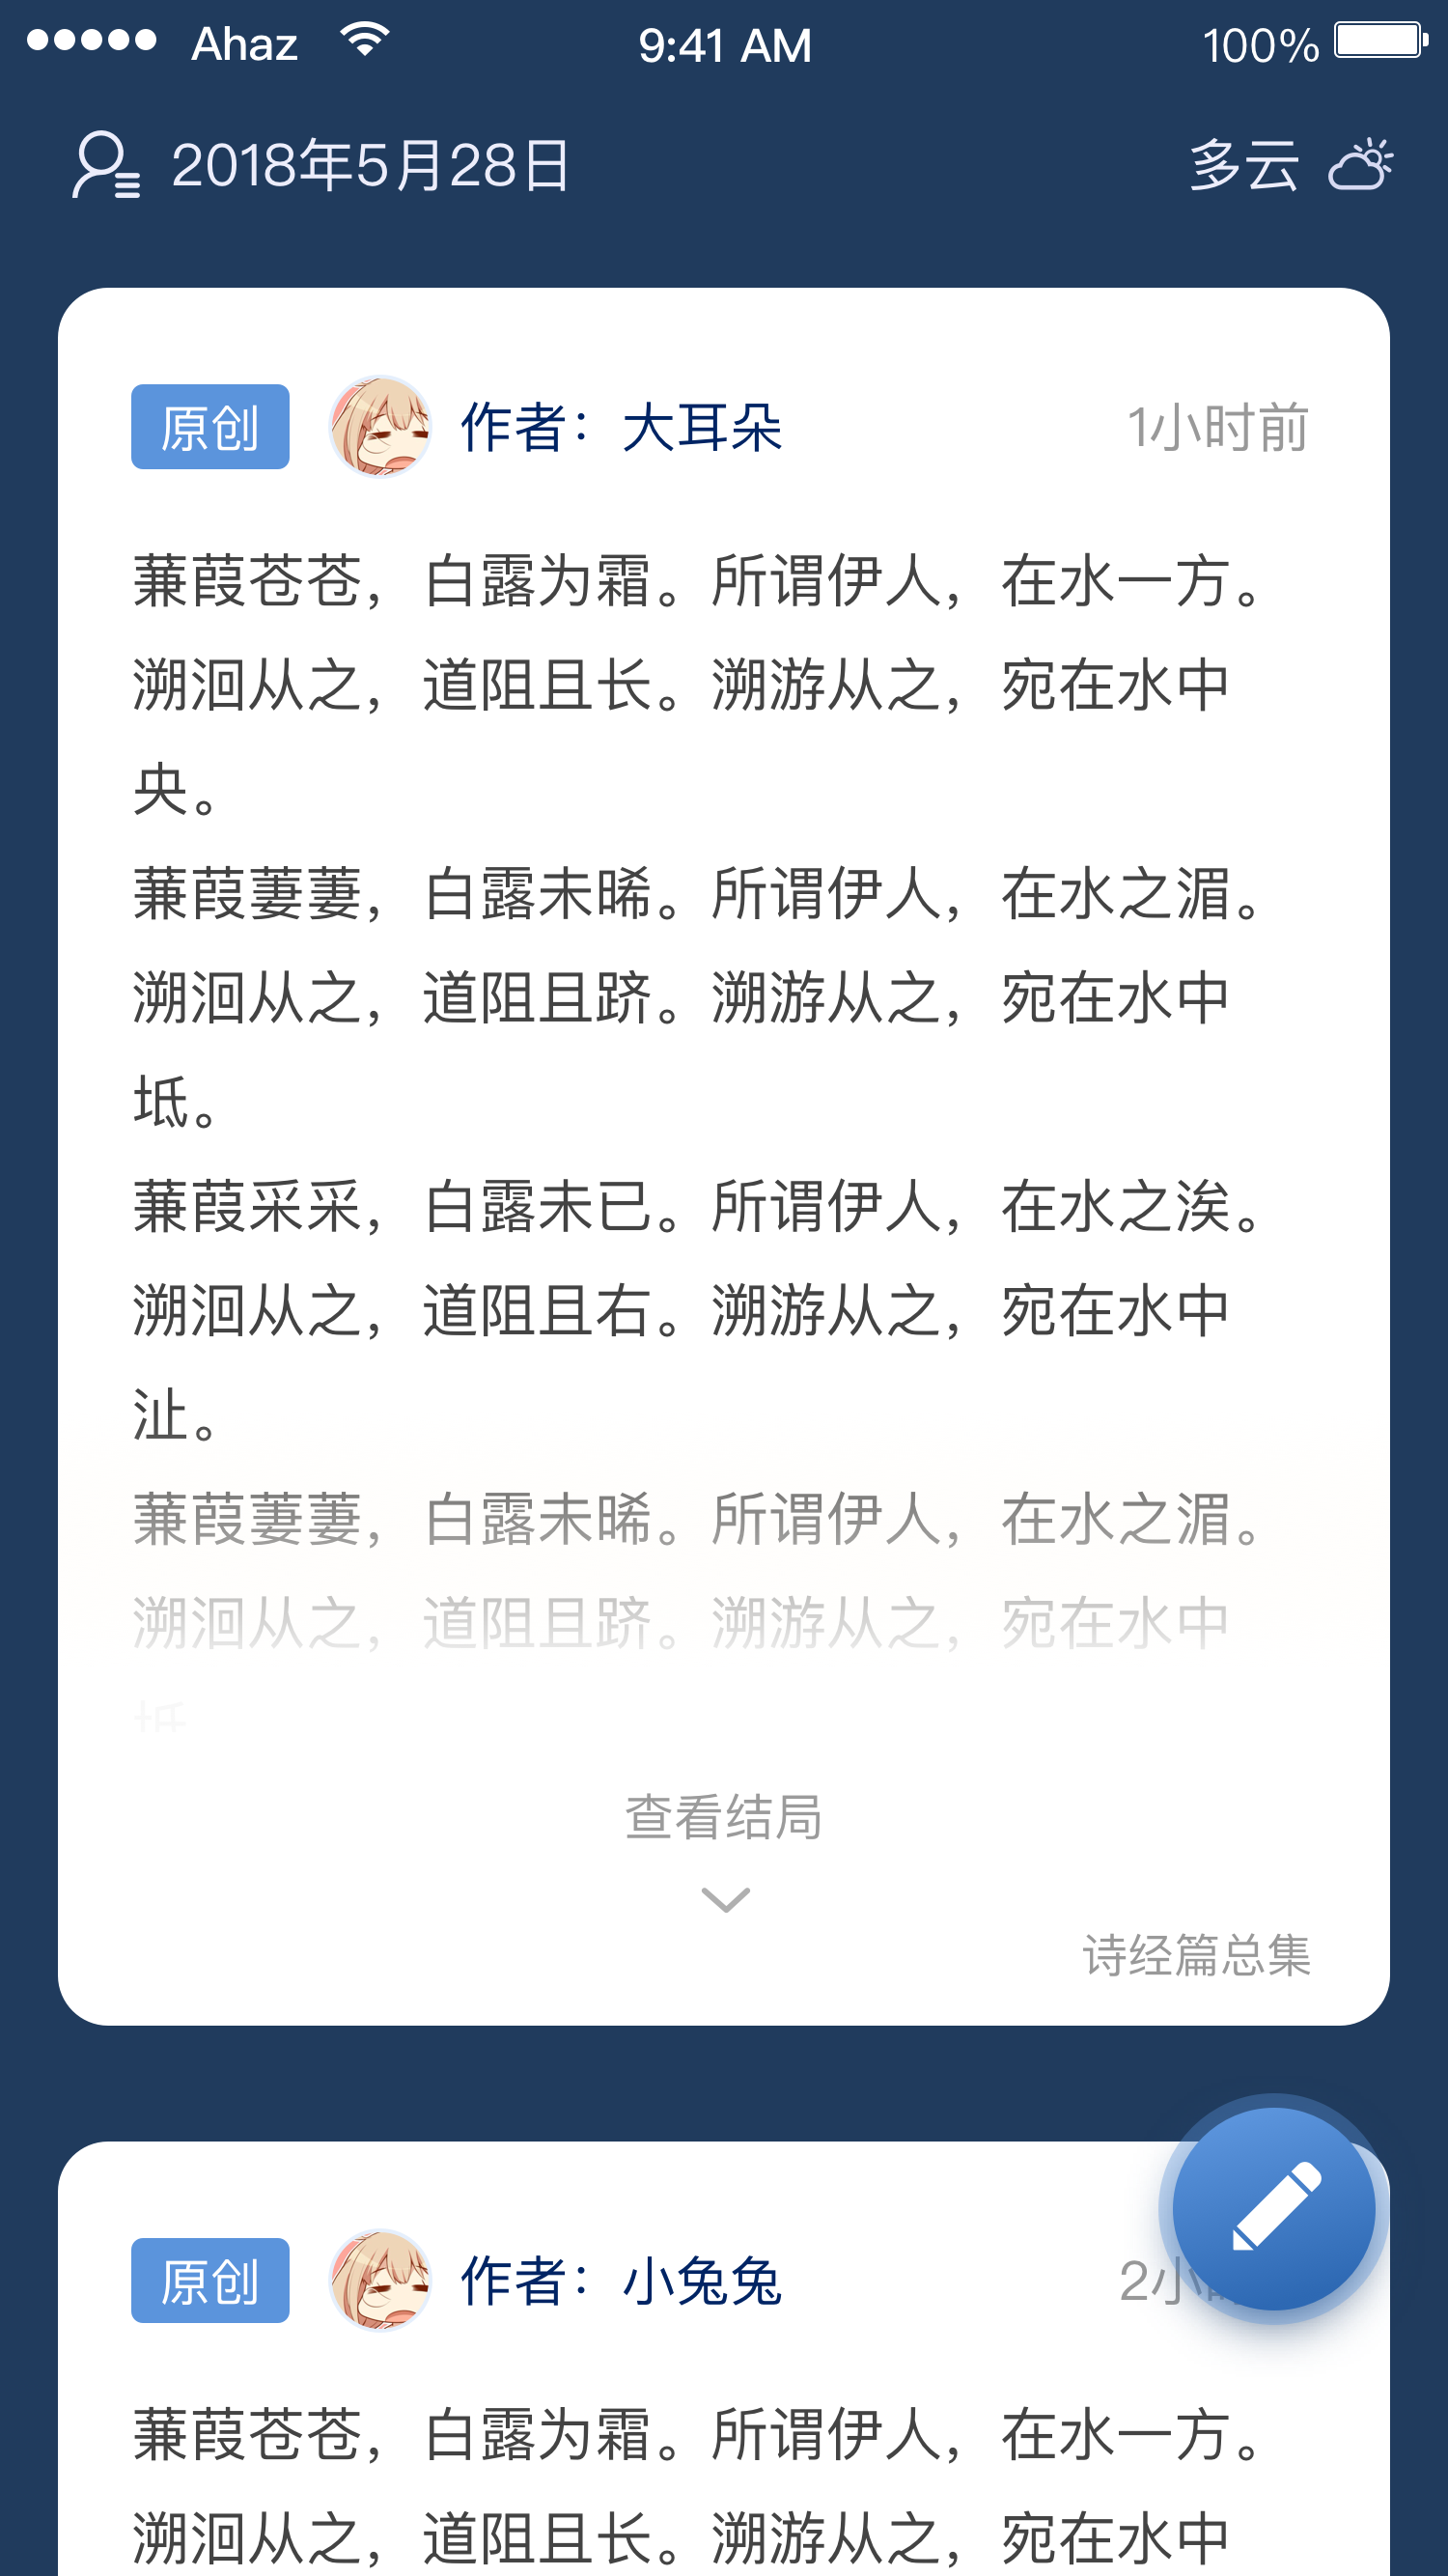 Ahaz
9:41 AM
100%
2018年5月28日
多云
原创
作者：大耳朵
1小时前
蒹葭苍苍，白露为霜。所谓伊人，在水一方。
溯洄从之，道阻且长。溯游从之，宛在水中
央。
蒹葭萋萋，白露未晞。所谓伊人，在水之湄。
溯洄从之，道阻且跻。溯游从之，宛在水中
坻。
蒹葭采采，白露未已。所谓伊人，在水之涘。
溯洄从之，道阻且右。溯游从之，宛在水中
沚。
蒹葭萋萋，白露未晞。所谓伊人，在水之湄。
溯洄从之，道阻且跻。溯游从之，宛在水中
查看结局
诗经篇总集
原创
作者：小兔兔
2小
蒹葭苍苍，白露为霜。所谓伊人，在水一方。
溯洄从之，道阻且长。溯游从之，宛在水中